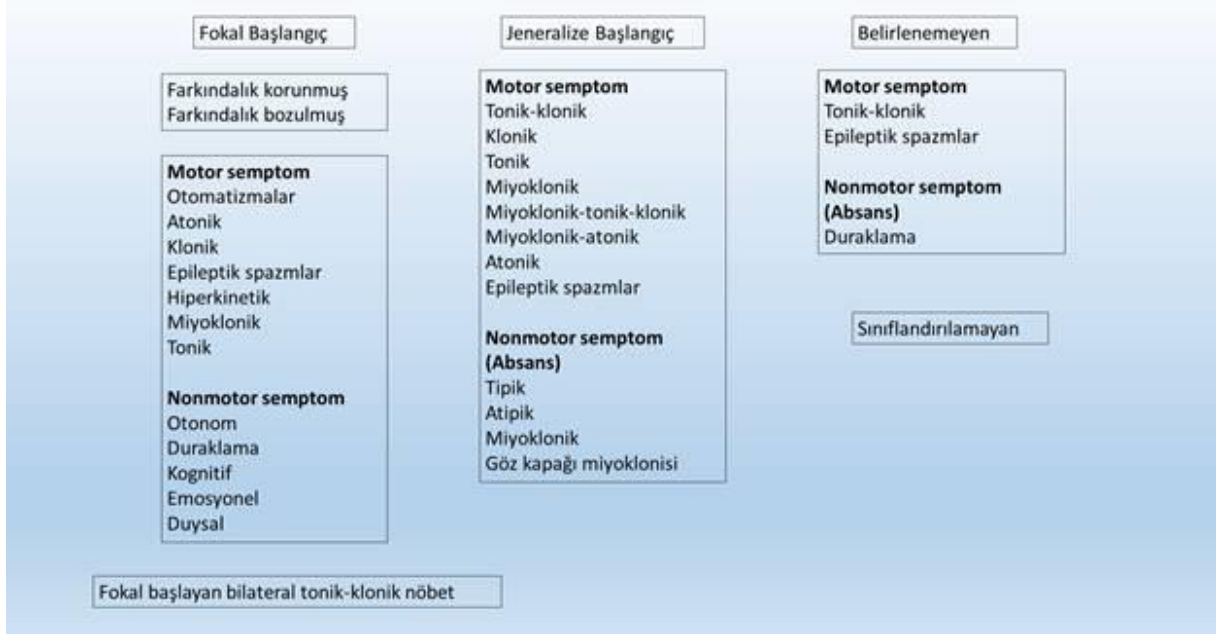 Fokal Başlangıç
Farkındalık korunmuş
Farkındalık bozulmuş
Motor semptom
Otomatizmalar
Atonik
Klonik
Epileptik spazmlar
Hiperkinetik
Miyoklonik
Tonik
Nonmotor semptom
Otonom
Duraklama
Kognitif
Emosyonel
Duysal
Fokal başlayan bilateral tonik-klonik nöbet
Jeneralize Başlangıç
Motor semptom
Tonik-klonik
Klonik
Tonik
Miyoklonik
Miyoklonik-tonik-klonik
Miyoklonik-atonik
Atonik
Epileptik spazmlar
Nonmotor semptom
(Absans)
Tipik
Atipik
Miyoklonik
Göz kapağı miyoklonisi
Belirlenemeyen
Motor semptom
Tonik-klonik
Epileptik spazmlar
Nonmotor semptom
(Absans)
Duraklama
Sınıflandırılamayan